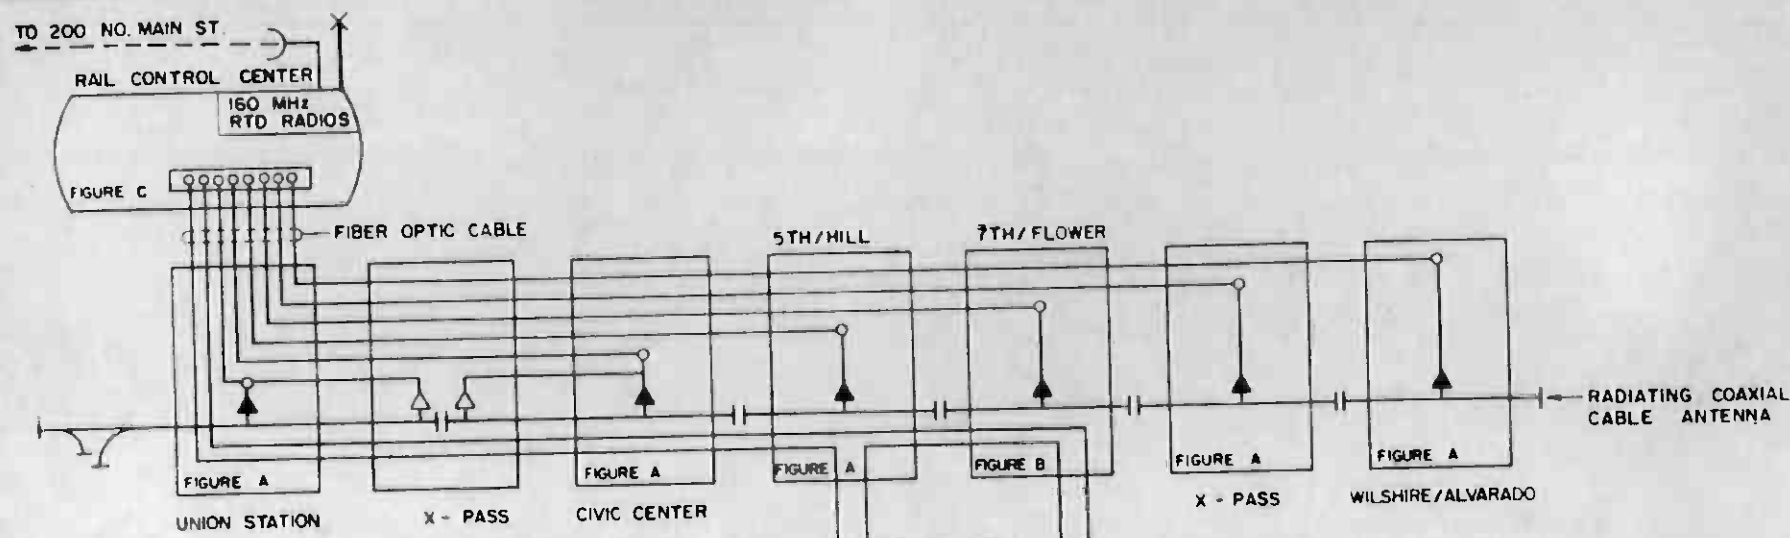 TO 200 NO. MAIN ST.
RAIL CONTROL CENTER
160 MHz
RTD RADIOS
FIGURE C
FIBER OPTIC CABLE
5TH/HILL
7TH/FLOWER
RADIATING COAXIAL
CABLE ANTENNA
FIGURE A
FIGURE A
FIGURE A
FIGURE B
FIGURE A
FIGURE A
UNION STATION
X - PASS
CIVIC CENTER
X - PASS
WILSHIRE/ALVARADO